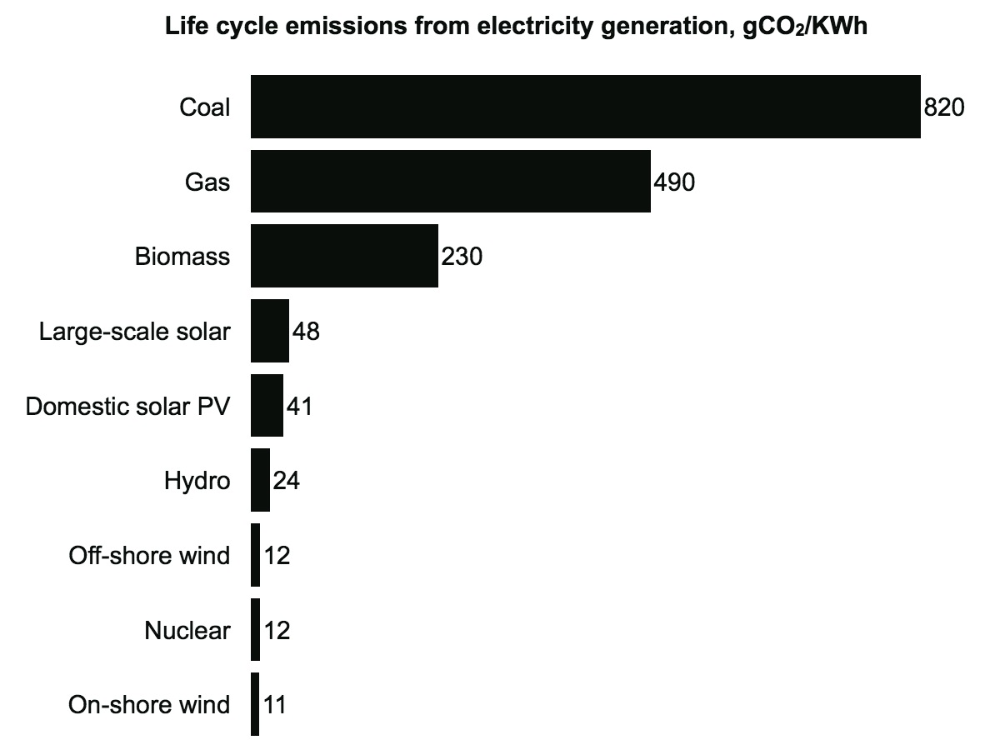 Life cycle emissions from electricity generation, gCO₂/KWh
Coal 820
Gas 490
Biomass 230
Large-scale solar 48
Domestic solar PV 41
Hydro 24
Off-shore wind 12
Nuclear 12
On-shore wind 11